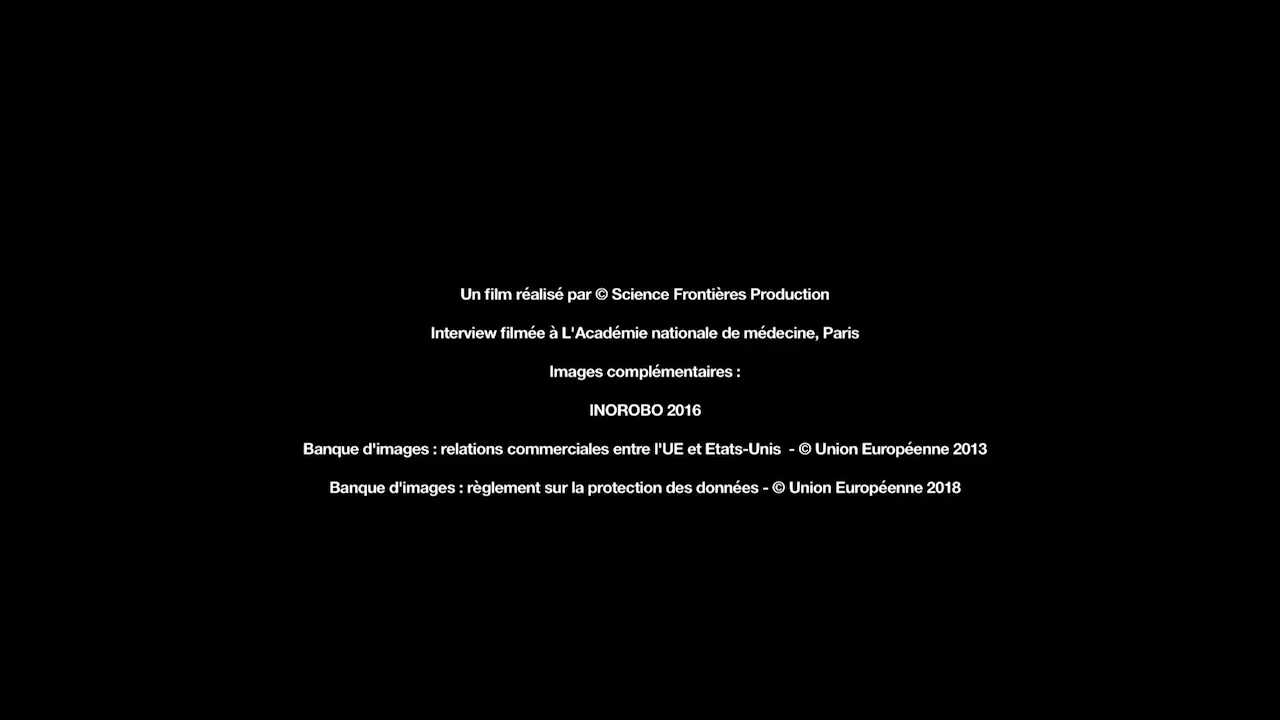 Un film réalisé par © Science Frontières Production
Interview filmée à L'Académie nationale de médecine, Paris
Images complémentaires :
INOROBO 2016
Banque d'images : relations commerciales entre l'UE et Etats-Unis  - © Union Européenne 2013
Banque d'images : règlement sur la protection des données - © Union Européenne 2018